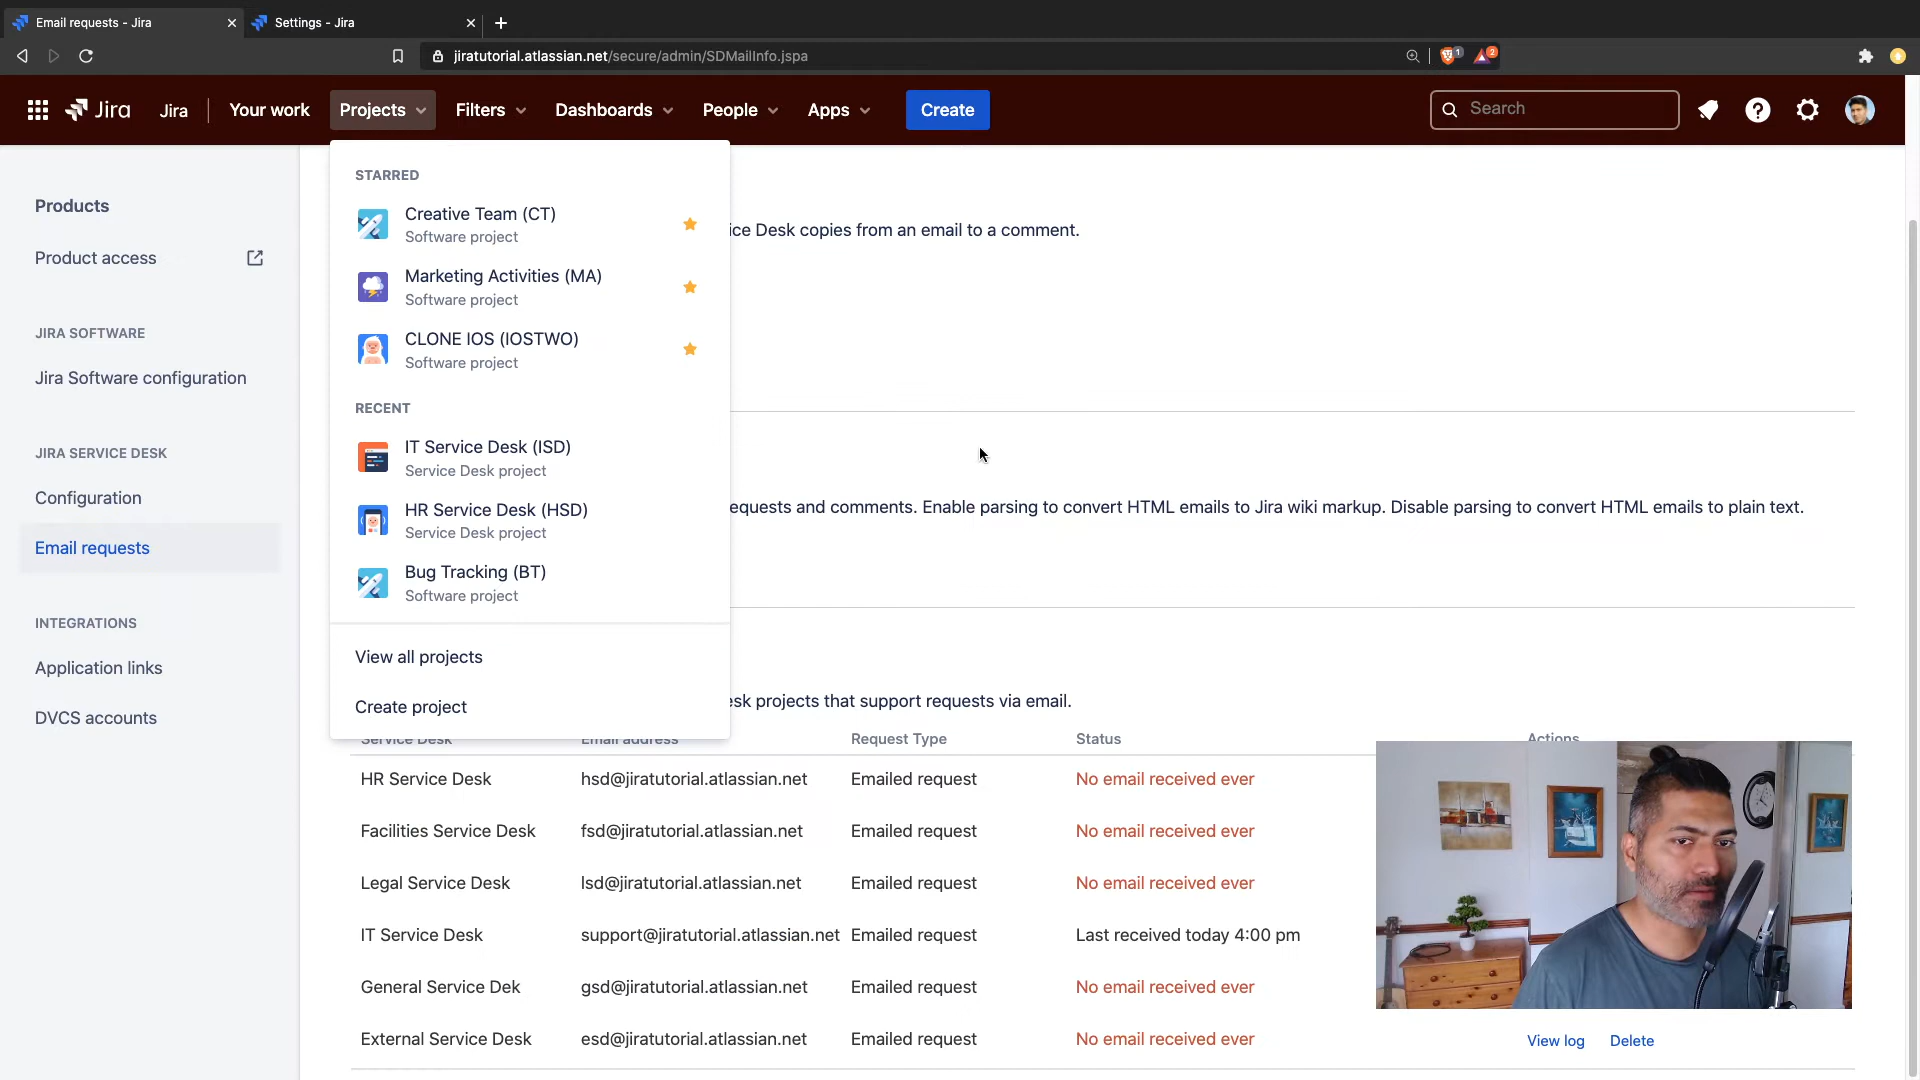 Email requests - Jira
Settings - Jira
jiratutorial.atlassian.net/secure/admin/SDMailInfo.jspa
1
2
Jira
Jira
Your work
Projects
Filters
Dashboards
People
Apps
Create
Search
Products
Product access
JIRA SOFTWARE
Jira Software configuration
JIRA SERVICE DESK
Configuration
Email requests
INTEGRATIONS
Application links
DVCS accounts
STARRED
Creative Team (CT)
Software project
Marketing Activities (MA)
Software project
CLONE IOS (IOSTWO)
Software project
RECENT
IT Service Desk (ISD)
Service Desk project
HR Service Desk (HSD)
Service Desk project
Bug Tracking (BT)
Software project
View all projects
Create project
ice Desk copies from an email to a comment.
equests and comments. Enable parsing to convert HTML emails to Jira wiki markup. Disable parsing to convert HTML emails to plain text.
esk projects that support requests via email.
Service Desk Email address Request Type Status Actions
HR Service Desk hsd@jiratutorial.atlassian.net Emailed request No email received ever
Facilities Service Desk fsd@jiratutorial.atlassian.net Emailed request No email received ever
Legal Service Desk lsd@jiratutorial.atlassian.net Emailed request No email received ever
IT Service Desk support@jiratutorial.atlassian.net Emailed request Last received today 4:00 pm
General Service Dek gsd@jiratutorial.atlassian.net Emailed request No email received ever
External Service Desk esd@jiratutorial.atlassian.net Emailed request No email received ever View log Delete